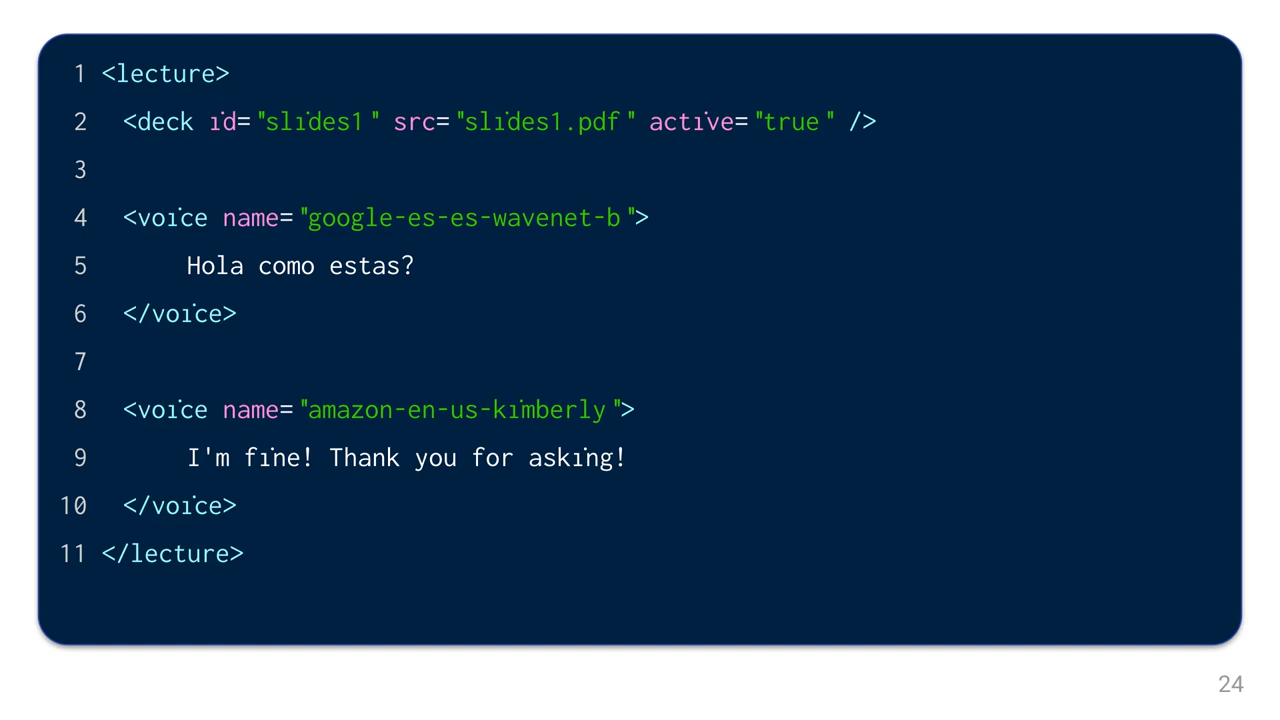 1 <lecture>
2 <deck id="slides1" src="slides1.pdf" active="true" />
3
4 <voice name="google-es-es-wavenet-b">
5 Hola como estas?
6 </voice>
7
8 <voice name="amazon-en-us-kimberly">
9 I'm fine! Thank you for asking!
10 </voice>
11 </lecture>
24